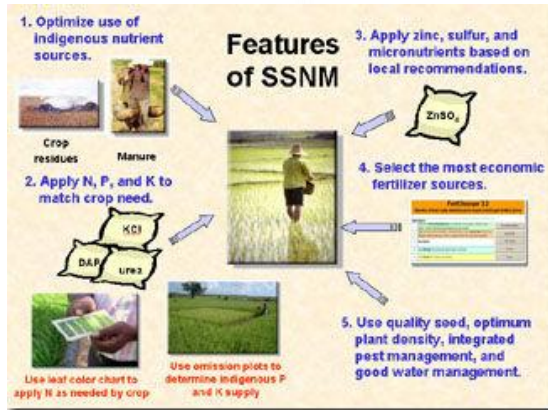 Features
of SSNM
1. Optimize use of
indigenous nutrient
sources.
Crop
residues
Manure
2. Apply N, P, and K to
match crop need.
KCl
DAP
urea
Use leaf color chart to
apply N as needed by crop
Use omission plots to
determine indigenous P
and K supply
3. Apply zinc, sulfur, and
micronutrients based on
local recommendations.
ZnSO4
4. Select the most economic
fertilizer sources.
5. Use quality seed, optimum
plant density, integrated
pest management, and
good water management.